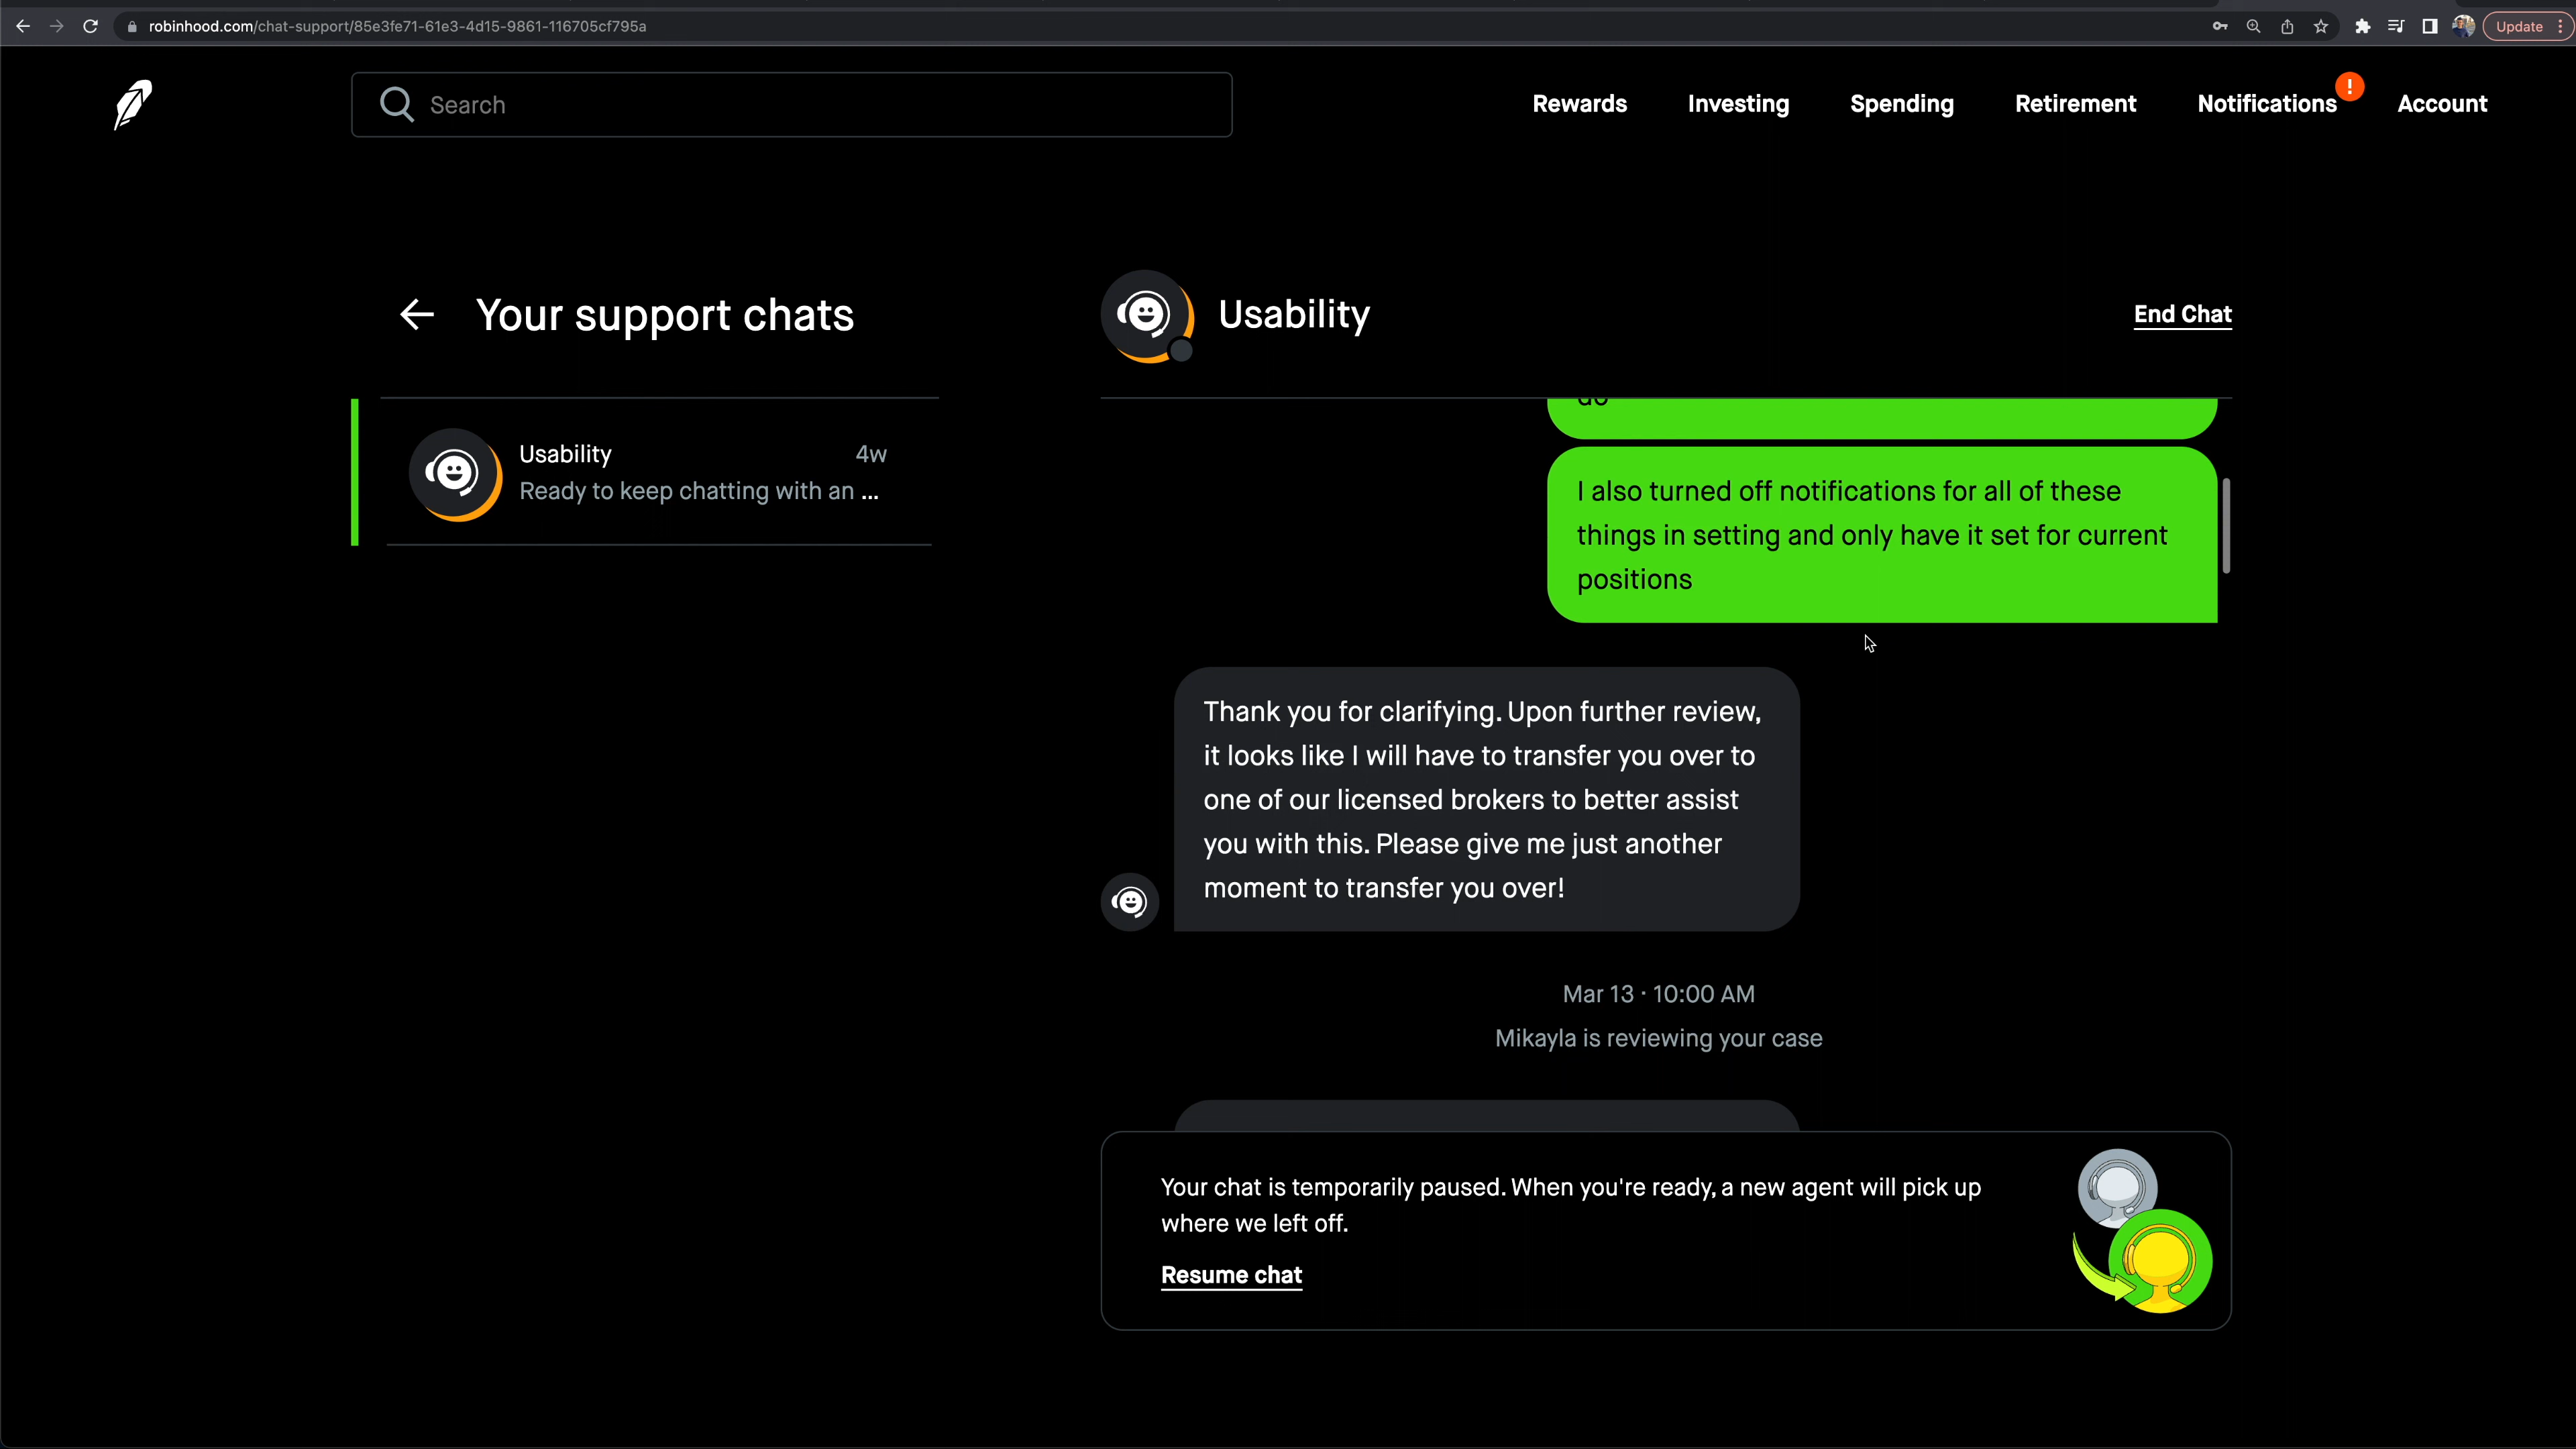 robinhood.com/chat-support/85e3fe71-61e3-4d15-9861-116705cf795a
Update
Search
Rewards
Investing
Spending
Retirement
Notifications
!
Account
Your support chats
Usability
4w
Ready to keep chatting with an ...
Usability
End Chat
do
I also turned off notifications for all of these
things in setting and only have it set for current
positions
Thank you for clarifying. Upon further review,
it looks like I will have to transfer you over to
one of our licensed brokers to better assist
you with this. Please give me just another
moment to transfer you over!
Mar 13 · 10:00 AM
Mikayla is reviewing your case
Your chat is temporarily paused. When you're ready, a new agent will pick up
where we left off.
Resume chat